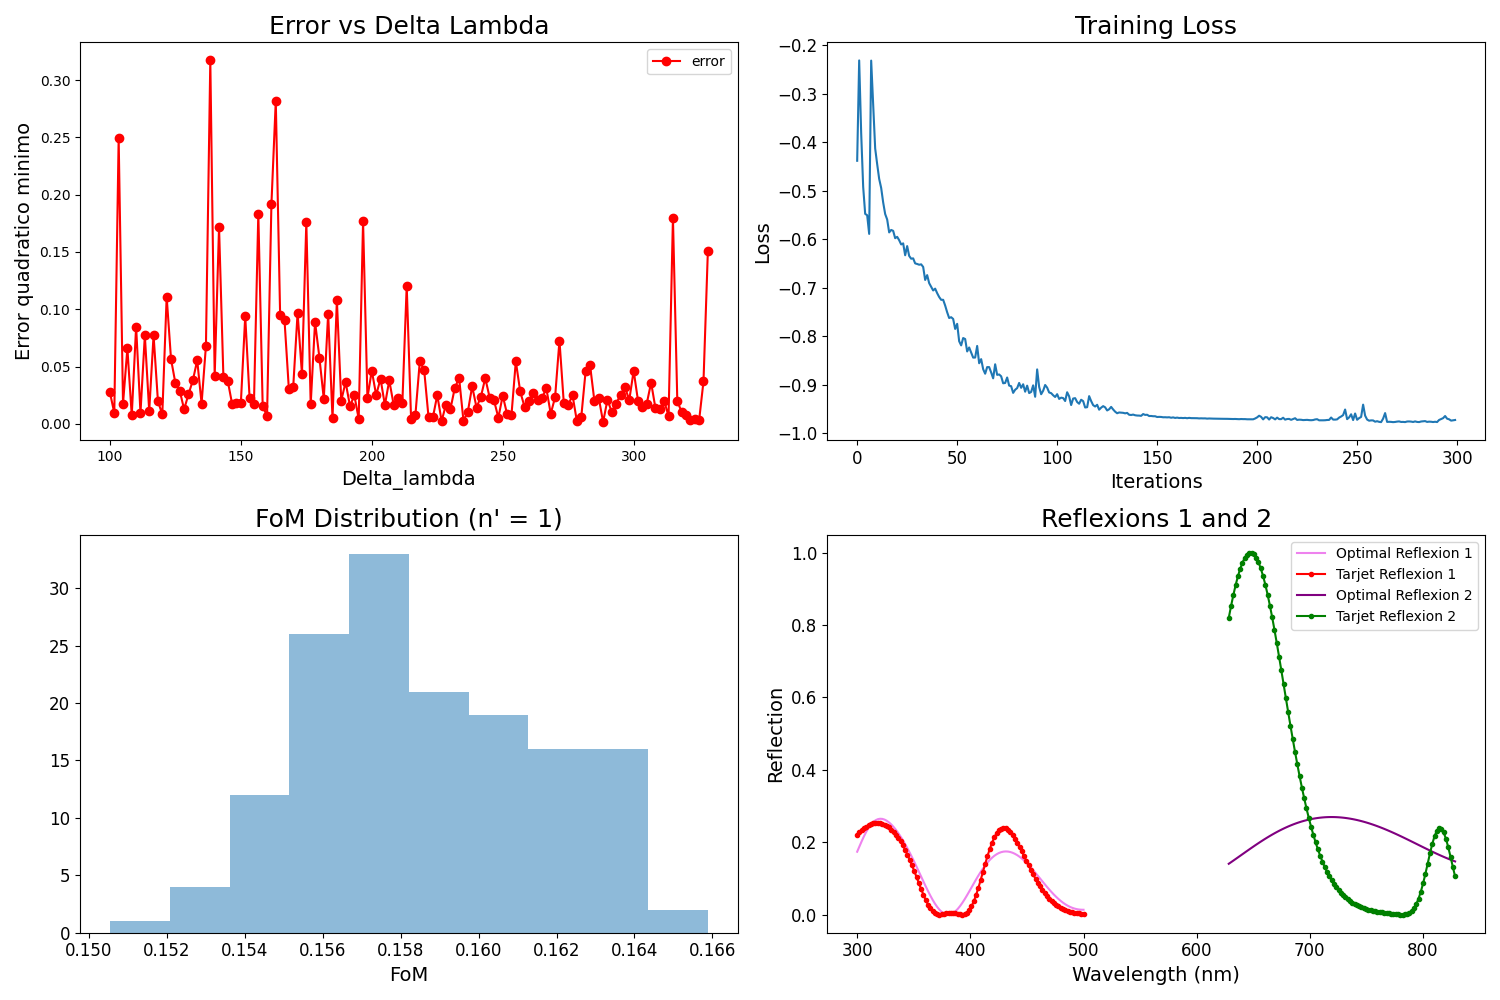 Error vs Delta Lambda
error
Error quadratico minimo
0.30
0.25
0.20
0.15
0.10
0.05
0.00
100 150 200 250 300
Delta_lambda
Training Loss
Loss
−0.2
−0.3
−0.4
−0.5
−0.6
−0.7
−0.8
−0.9
−1.0
0 50 100 150 200 250 300
Iterations
FoM Distribution (n' = 1)
30
25
20
15
10
5
0
0.150 0.152 0.154 0.156 0.158 0.160 0.162 0.164 0.166
FoM
Reflexions 1 and 2
Optimal Reflexion 1
Tarjet Reflexion 1
Optimal Reflexion 2
Tarjet Reflexion 2
Reflection
1.0
0.8
0.6
0.4
0.2
0.0
300 400 500 600 700 800
Wavelength (nm)